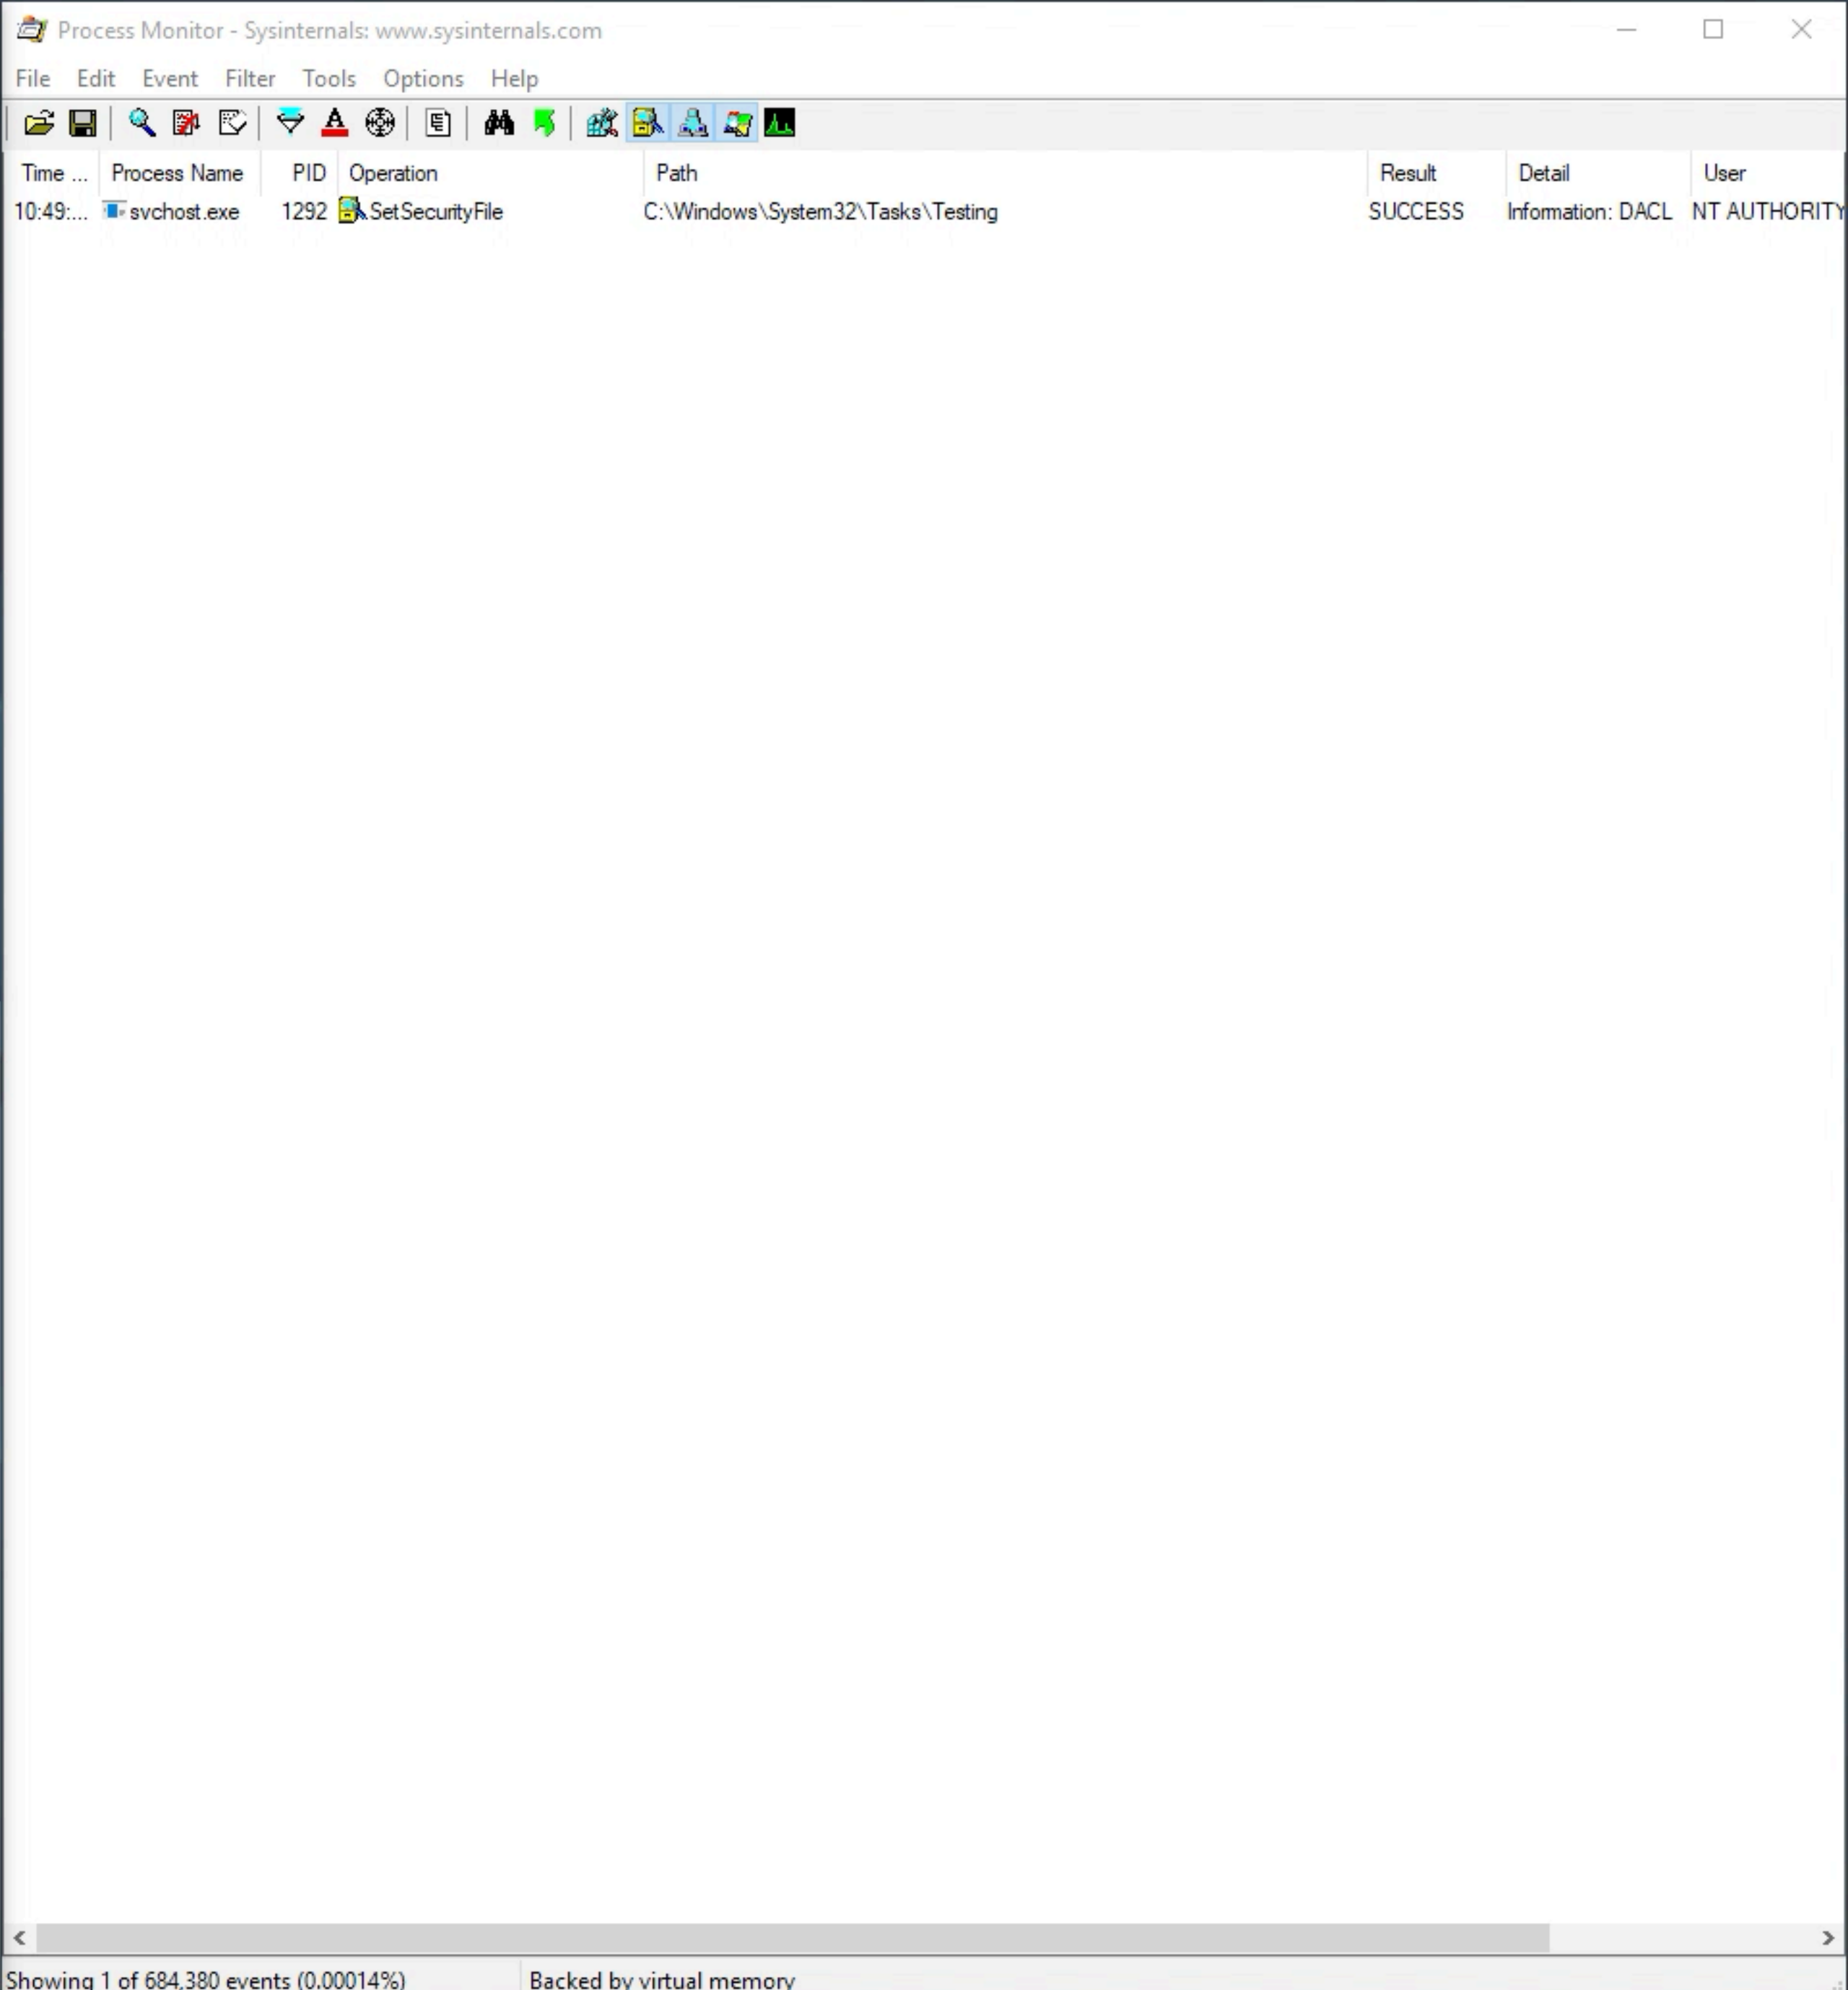 Process Monitor - Sysinternals: www.sysinternals.com
File Edit Event Filter Tools Options Help
Time ... Process Name PID Operation Path Result Detail User
10:49:... svchost.exe 1292 SetSecurityFile C:\Windows\System32\Tasks\Testing SUCCESS Information: DACL NT AUTHORITY
Showing 1 of 684,380 events (0.00014%) Backed by virtual memory